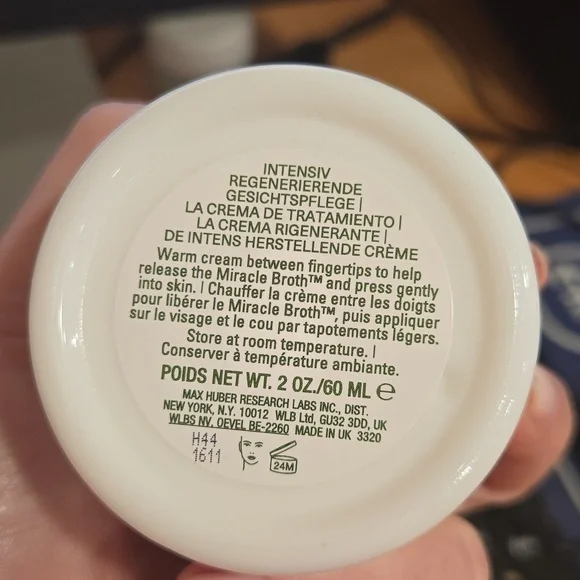 INTENSIV
REGENERIERENDE
GESICHTSPFLEGE |
LA CREMA DE TRATAMIENTO |
LA CREMA RIGENERANTE |
DE INTENS HERSTELLENDE CRÈME
Warm cream between fingertips to help
release the Miracle Broth™ and press gently
into skin. | Chauffer la crème entre les doigts
pour libérer le Miracle Broth™, puis appliquer
sur le visage et le cou par tapotements légers.
Store at room temperature. |
Conserver à température ambiante.
POIDS NET WT. 2 OZ./60 ML ℮
MAX HUBER RESEARCH LABS INC., DIST.
NEW YORK, N.Y. 10012 WLB Ltd, GU32 3DD, UK
WLBS NV, OEVEL BE-2260 MADE IN UK 3320
H44
1611
24M